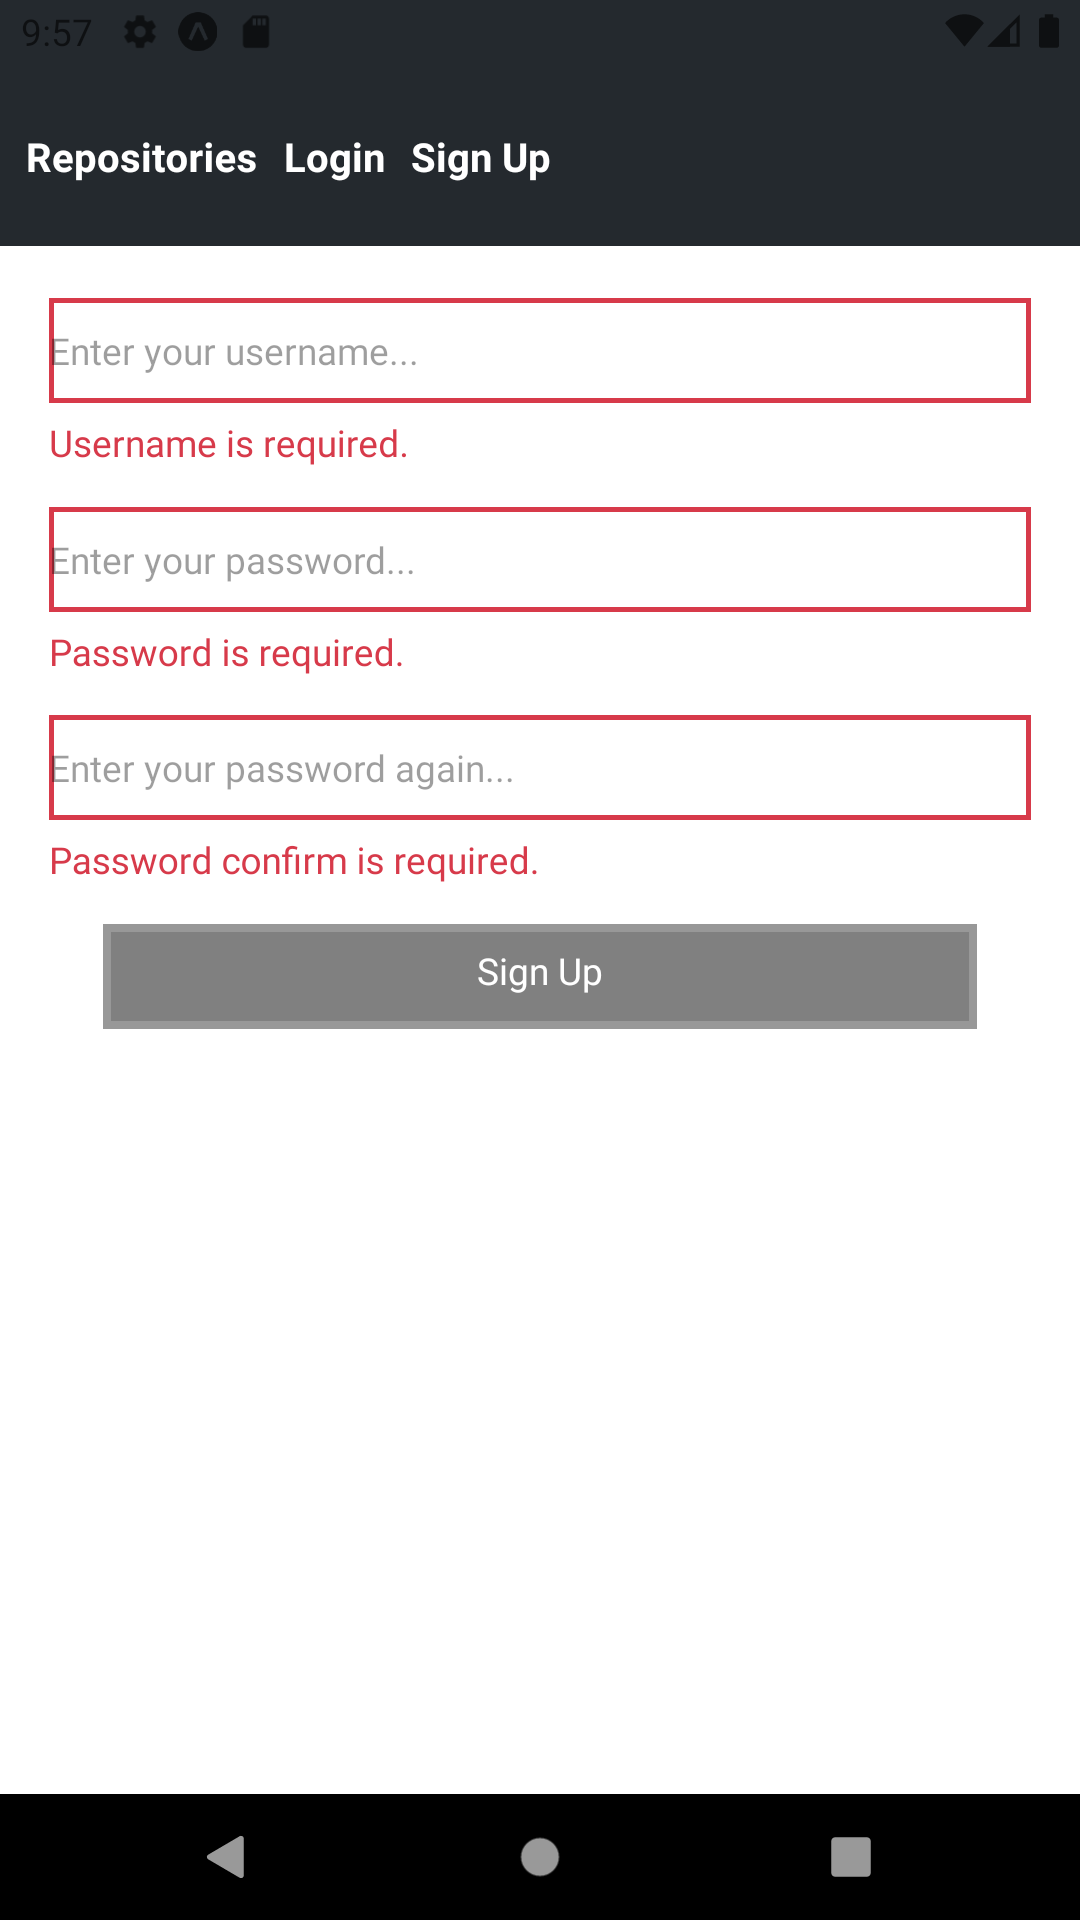 9:57
Repositories Login Sign Up
Enter your username...
Username is required.
Enter your password...
Password is required.
Enter your password again...
Password confirm is required.
Sign Up